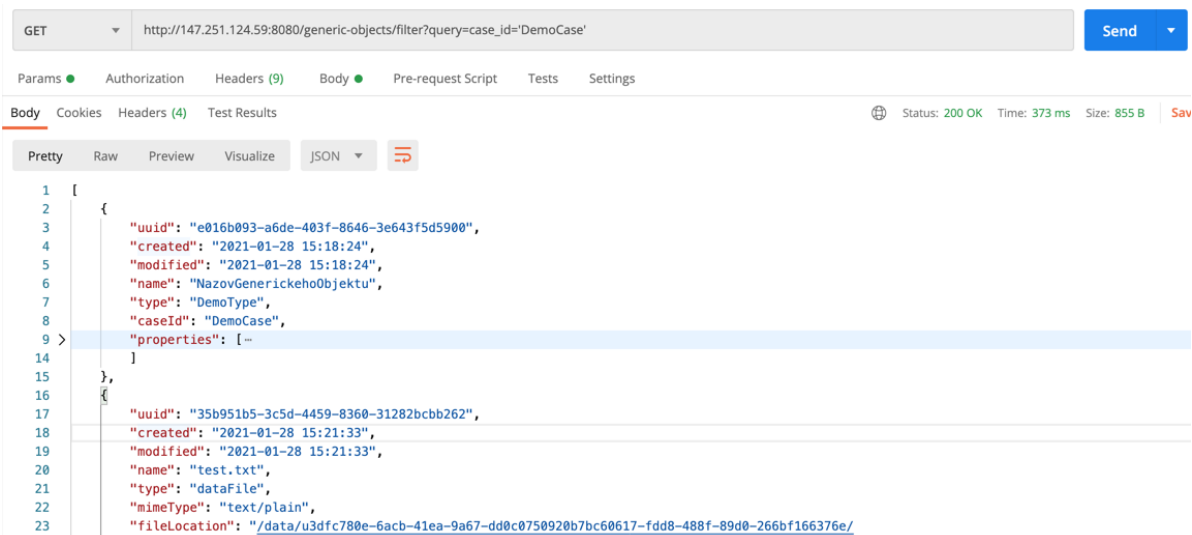 GET http://147.251.124.59:8080/generic-objects/filter?query=case_id='DemoCase' Send
Params Authorization Headers (9) Body Pre-request Script Tests Settings
Body Cookies Headers (4) Test Results Status: 200 OK Time: 373 ms Size: 855 B Sav
Pretty Raw Preview Visualize JSON
1 [
2 {
3 "uuid": "e016b093-a6de-403f-8646-3e643f5d5900",
4 "created": "2021-01-28 15:18:24",
5 "modified": "2021-01-28 15:18:24",
6 "name": "NazovGenerickehoObjektu",
7 "type": "DemoType",
8 "caseId": "DemoCase",
9 "properties": [⋯
14 ]
15 },
16 {
17 "uuid": "35b951b5-3c5d-4459-8360-31282bcbb262",
18 "created": "2021-01-28 15:21:33",
19 "modified": "2021-01-28 15:21:33",
20 "name": "test.txt",
21 "type": "dataFile",
22 "mimeType": "text/plain",
23 "fileLocation": "/data/u3dfc780e-6acb-41ea-9a67-dd0c0750920b7bc60617-fdd8-488f-89d0-266bf166376e/